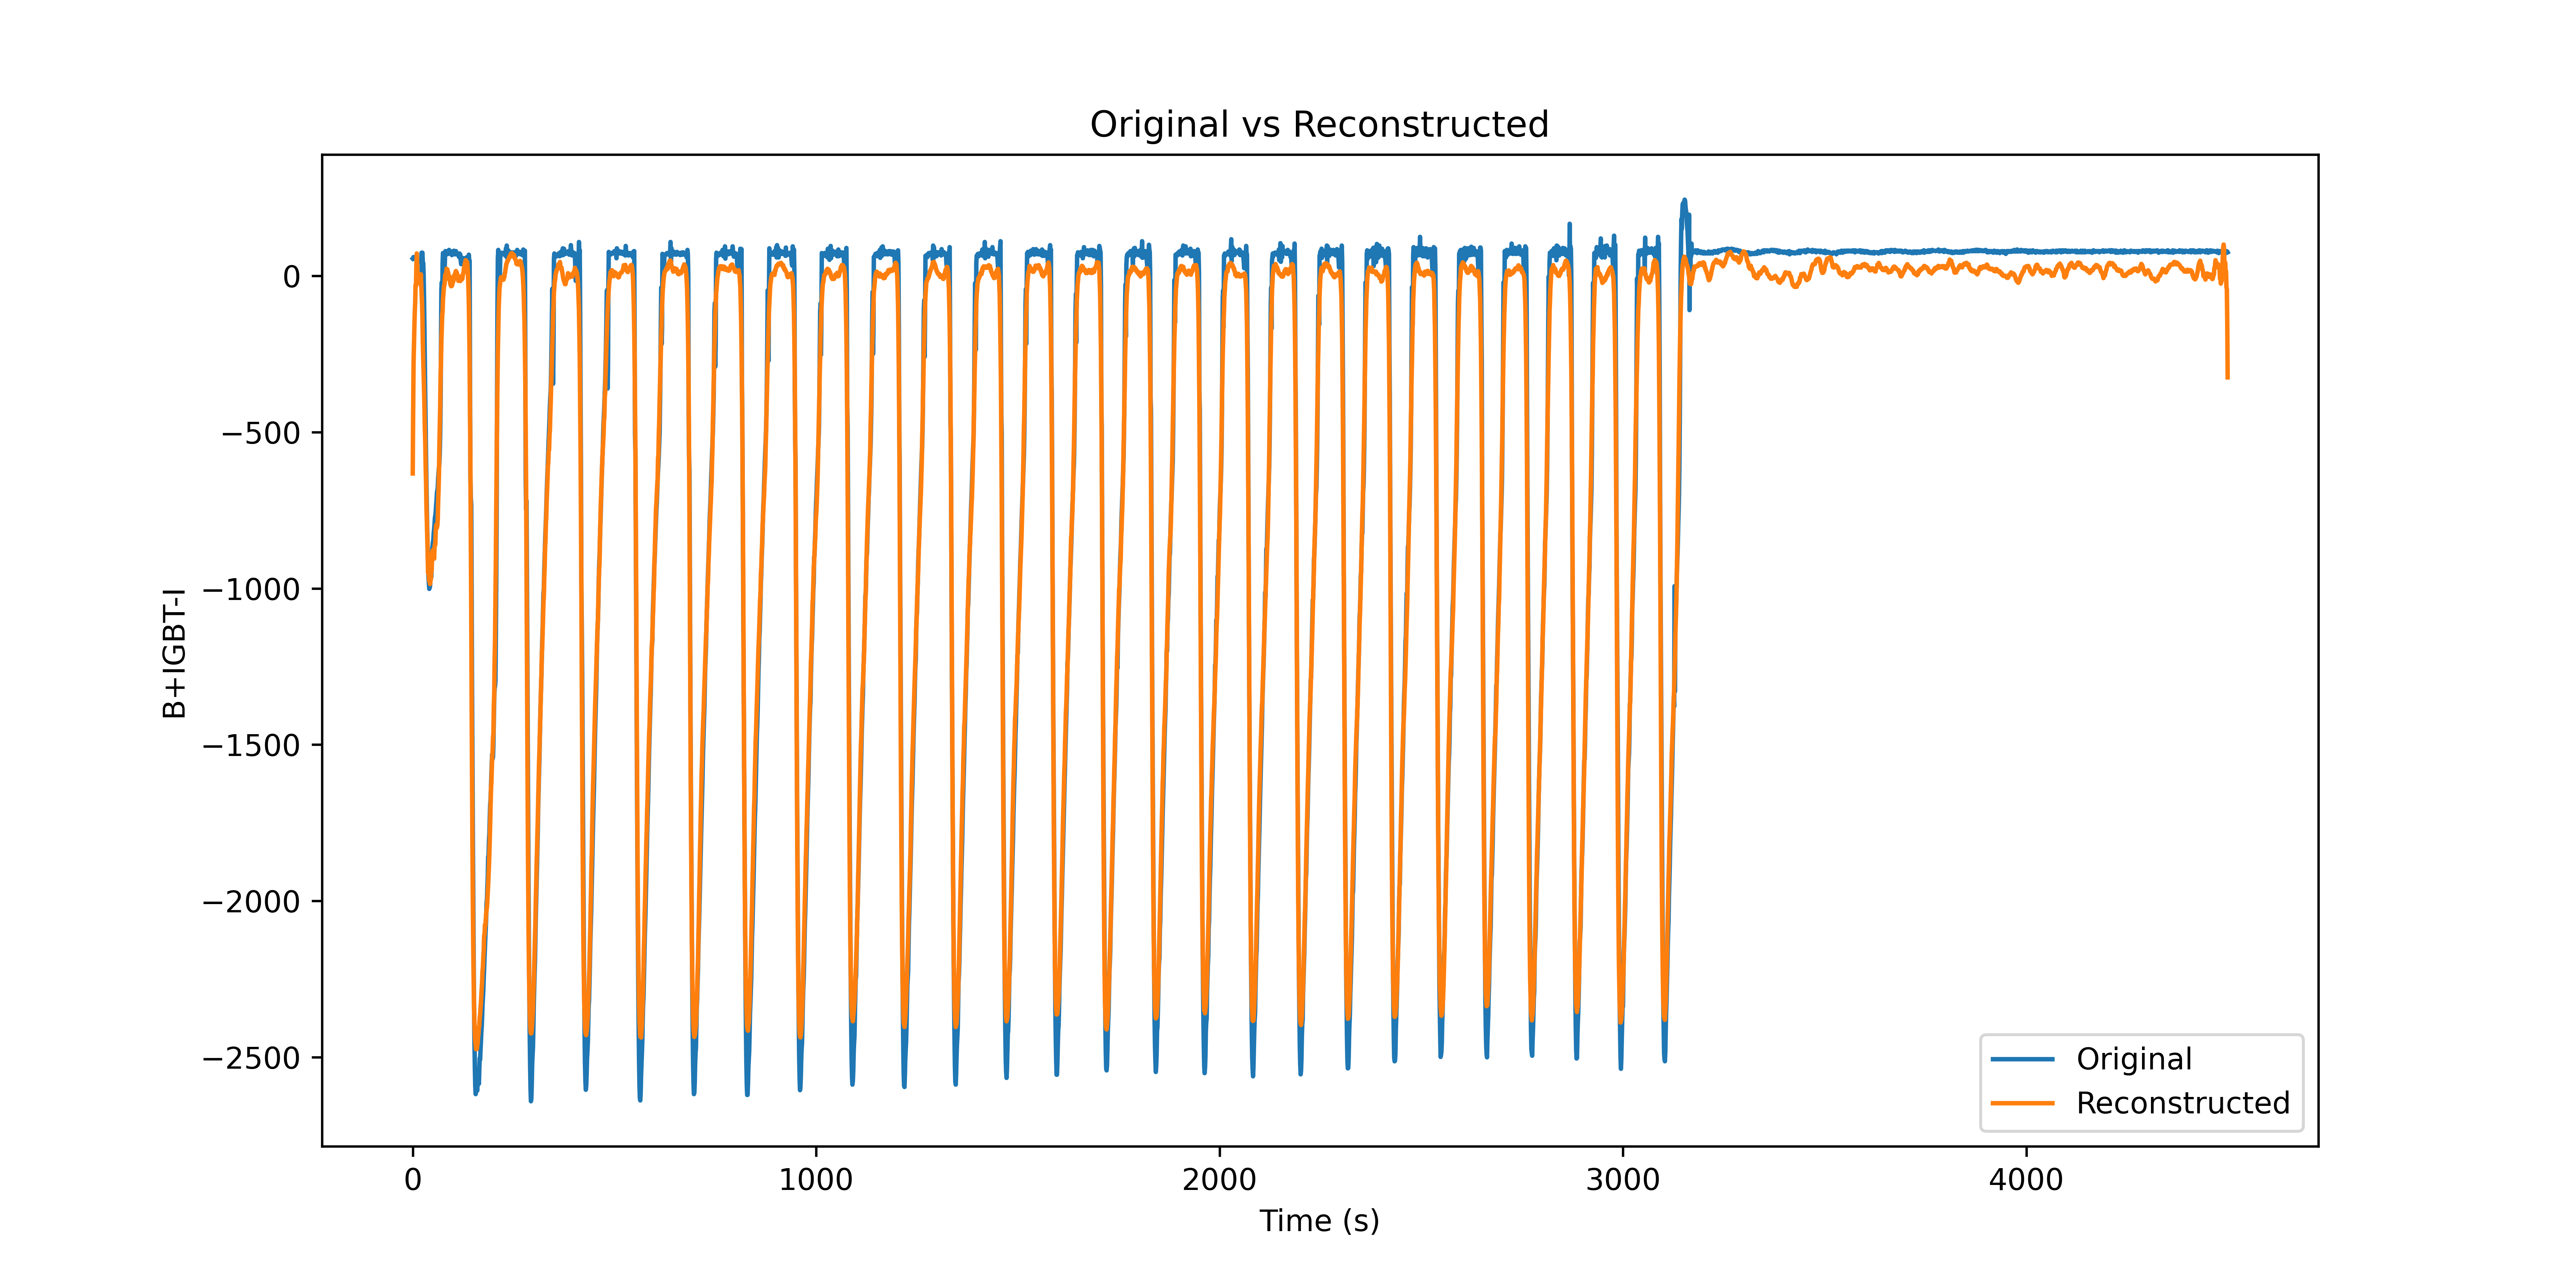 Original vs Reconstructed
B+IGBT-I
0
−500
−1000
−1500
−2000
−2500
0 1000 2000 3000 4000
Time (s)
Original
Reconstructed